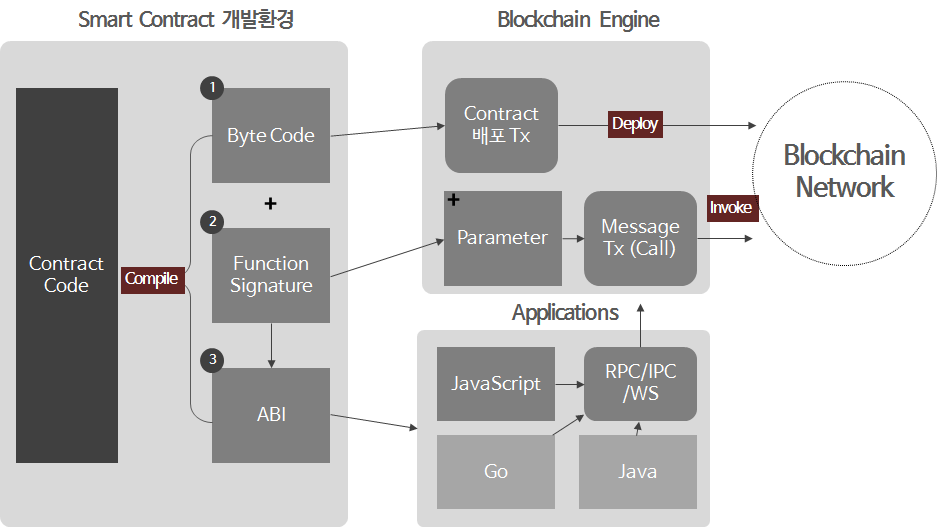 Smart Contract 개발환경
Blockchain Engine
1
Byte Code
Contract
배포 Tx
Deploy
Blockchain
Network
+
2
Function
Signature
+
Parameter
Message
Tx (Call)
Invoke
Contract
Code
Compile
Applications
3
ABI
JavaScript
RPC/IPC
/WS
Go
Java